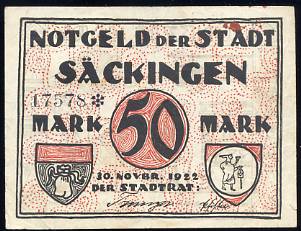 NOTGELD DER STADT
SÄCKINGEN
17578*
MARK 50 MARK
30. NOVBR. 1922
DER STADTRAT: